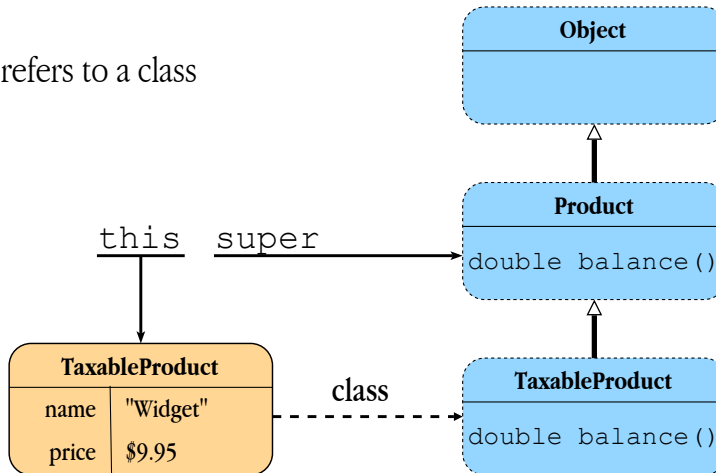 Object
refers to a class
Product
this super
double balance()
TaxableProduct
class
TaxableProduct
name "Widget"
double balance()
price $9.95